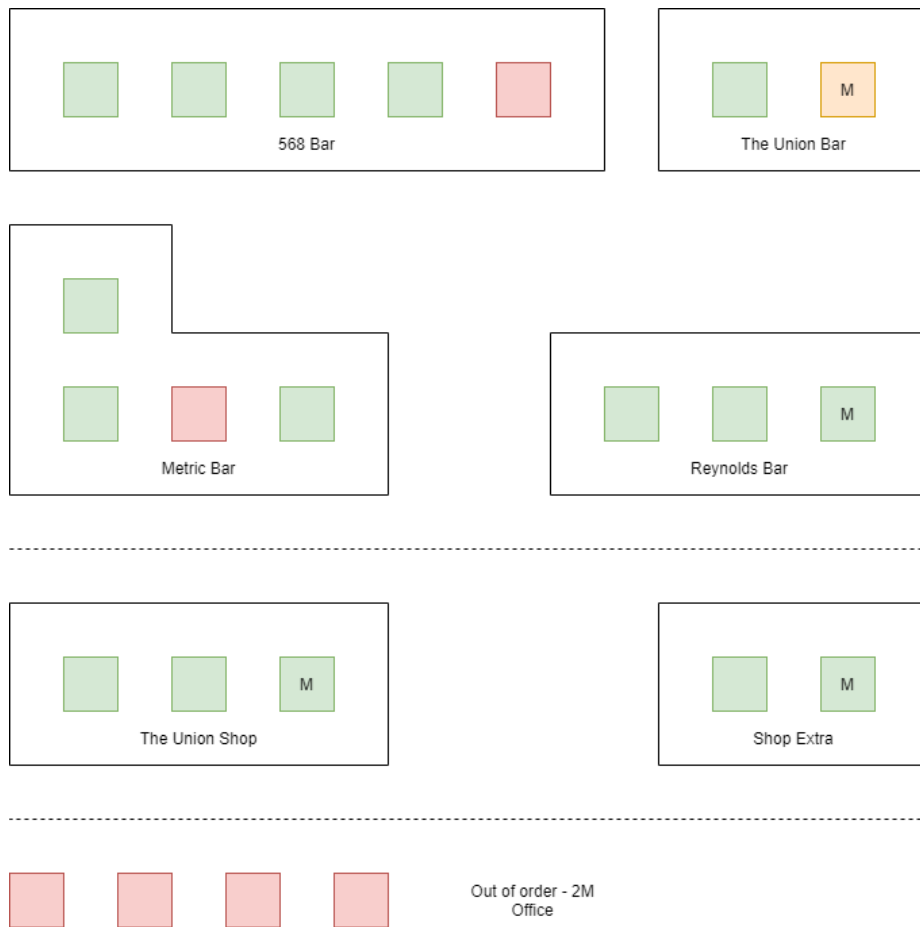 M
568 Bar
The Union Bar
M
Metric Bar
Reynolds Bar
M
M
The Union Shop
Shop Extra
Out of order - 2M
Office